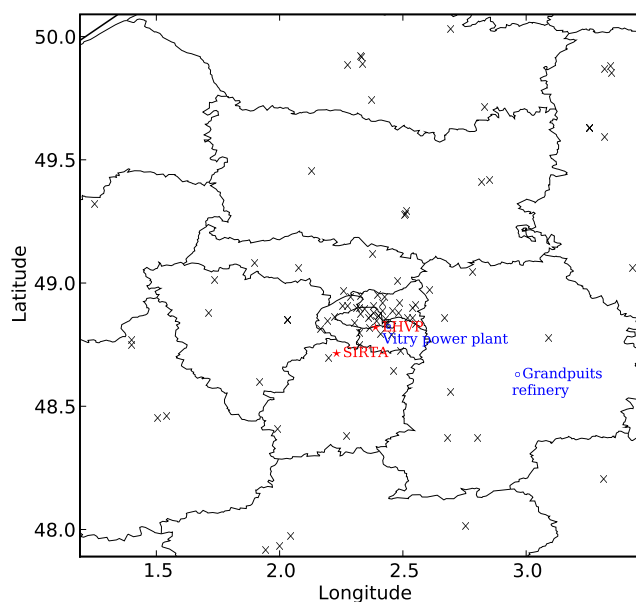 50.0
49.5
49.0
48.5
48.0
Latitude
LHVP
Vitry power plant
SIRTA
Grandpuits
refinery
1.5
2.0
2.5
3.0
Longitude